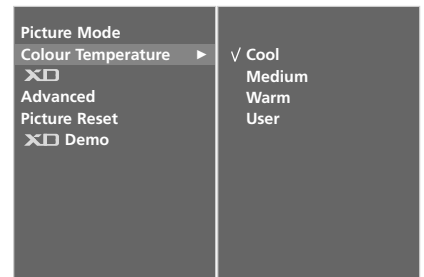 Picture Mode
Colour Temperature ►
XD
Advanced
Picture Reset
XD Demo
√ Cool
Medium
Warm
User